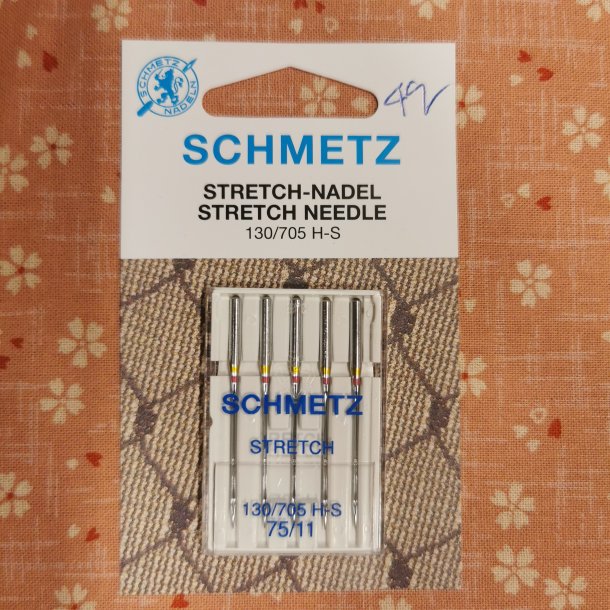 SCHMETZ
NADELN
49
SCHMETZ
STRETCH-NADEL
STRETCH NEEDLE
130/705 H-S
SCHMETZ
STRETCH
130/705 H-S
75/11